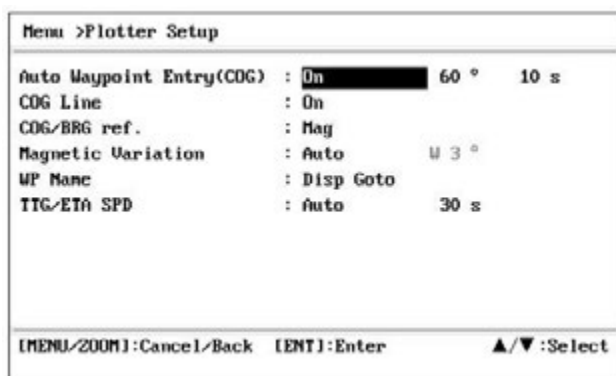 Menu >Plotter Setup
Auto Waypoint Entry(COG) : On 60 ° 10 s
COG Line : On
COG/BRG ref. : Mag
Magnetic Variation : Auto W 3 °
WP Name : Disp Goto
TTG/ETA SPD : Auto 30 s
[MENU/ZOOM]:Cancel/Back [ENT]:Enter ▲/▼:Select